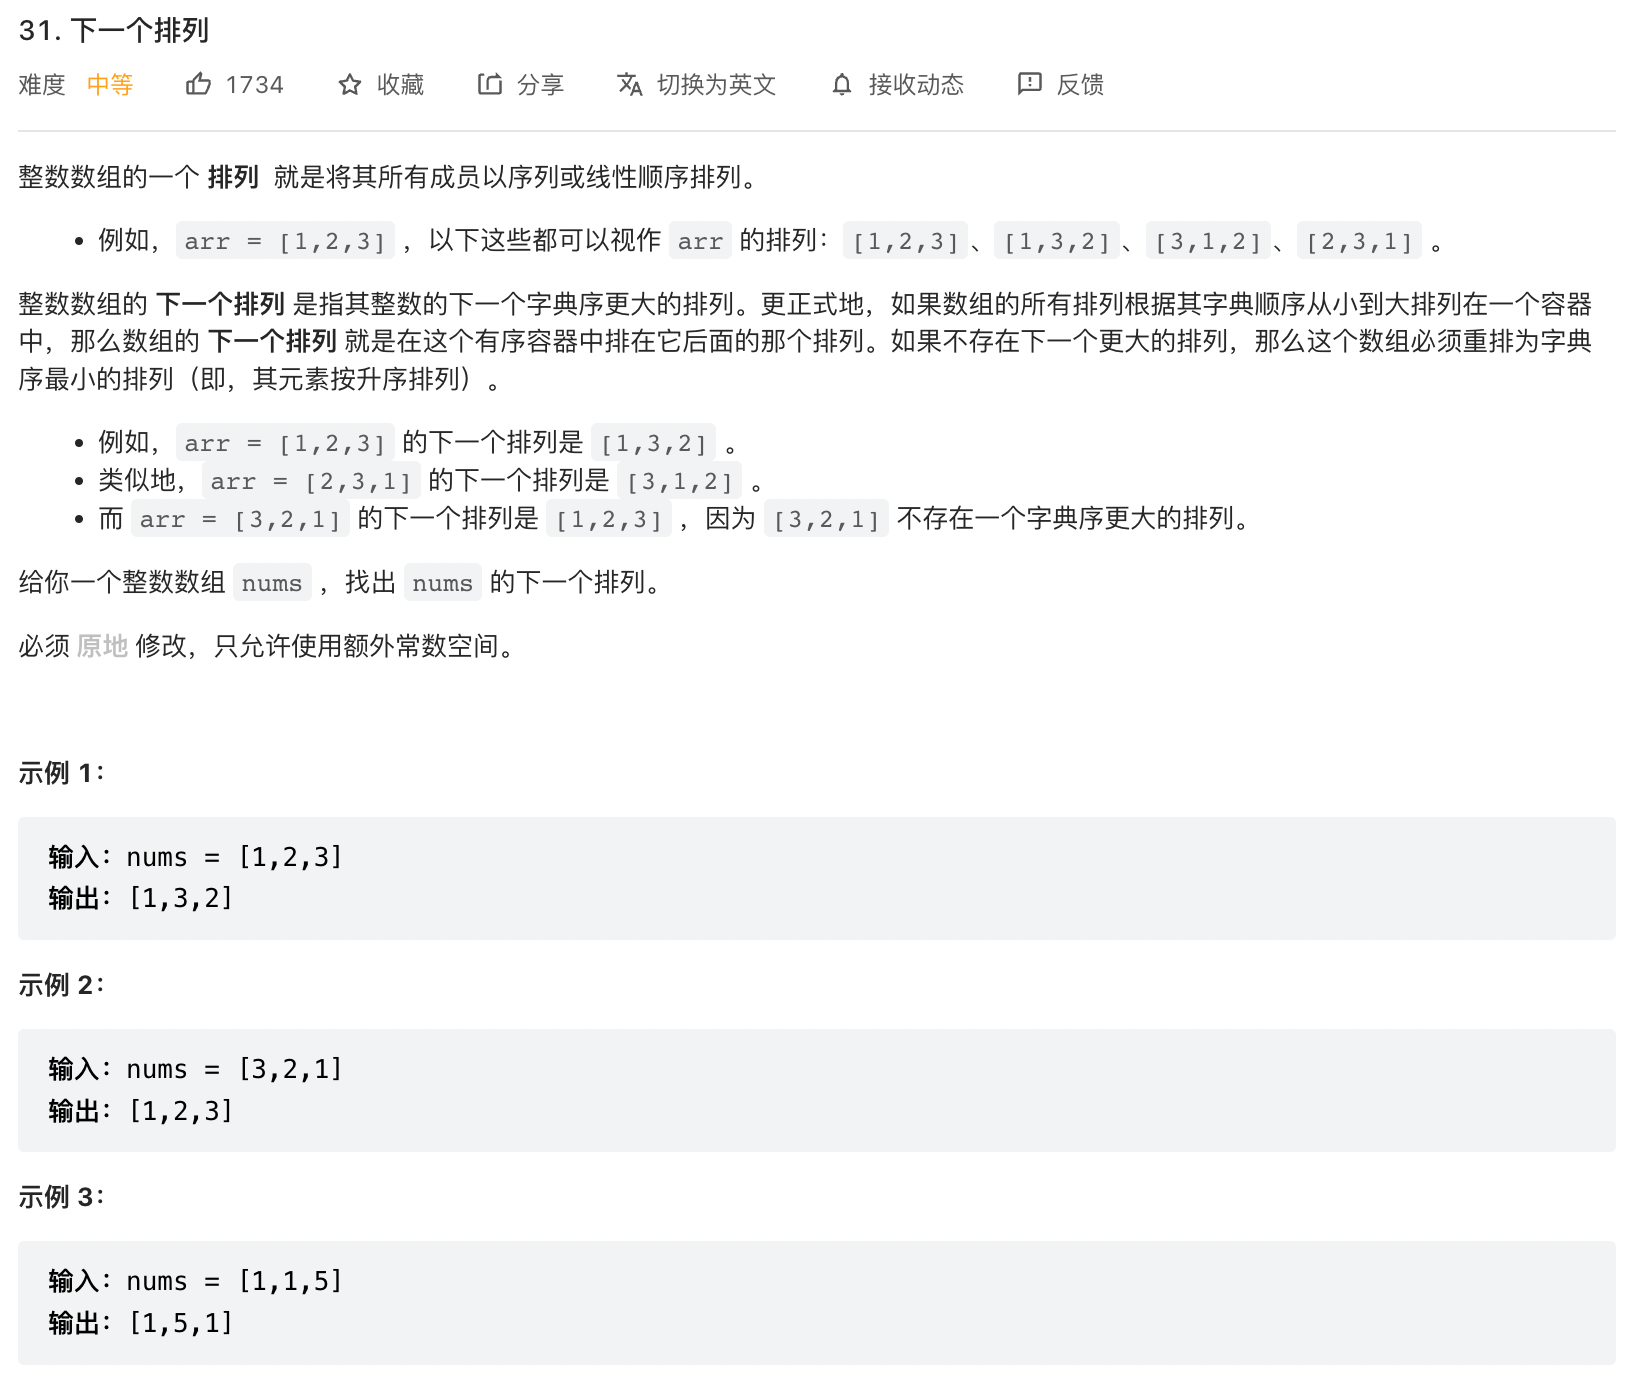 31. 下一个排列
难度 中等 1734 收藏 分享 切换为英文 接收动态 反馈
整数数组的一个 排列 就是将其所有成员以序列或线性顺序排列。
• 例如，arr = [1,2,3] ，以下这些都可以视作 arr 的排列：[1,2,3]、[1,3,2]、[3,1,2]、[2,3,1] 。
整数数组的 下一个排列 是指其整数的下一个字典序更大的排列。更正式地，如果数组的所有排列根据其字典顺序从小到大排列在一个容器
中，那么数组的 下一个排列 就是在这个有序容器中排在它后面的那个排列。如果不存在下一个更大的排列，那么这个数组必须重排为字典
序最小的排列（即，其元素按升序排列）。
• 例如，arr = [1,2,3] 的下一个排列是 [1,3,2] 。
• 类似地，arr = [2,3,1] 的下一个排列是 [3,1,2] 。
• 而 arr = [3,2,1] 的下一个排列是 [1,2,3] ，因为 [3,2,1] 不存在一个字典序更大的排列。
给你一个整数数组 nums ，找出 nums 的下一个排列。
必须 原地 修改，只允许使用额外常数空间。
示例 1：
输入：nums = [1,2,3]
输出：[1,3,2]
示例 2：
输入：nums = [3,2,1]
输出：[1,2,3]
示例 3：
输入：nums = [1,1,5]
输出：[1,5,1]